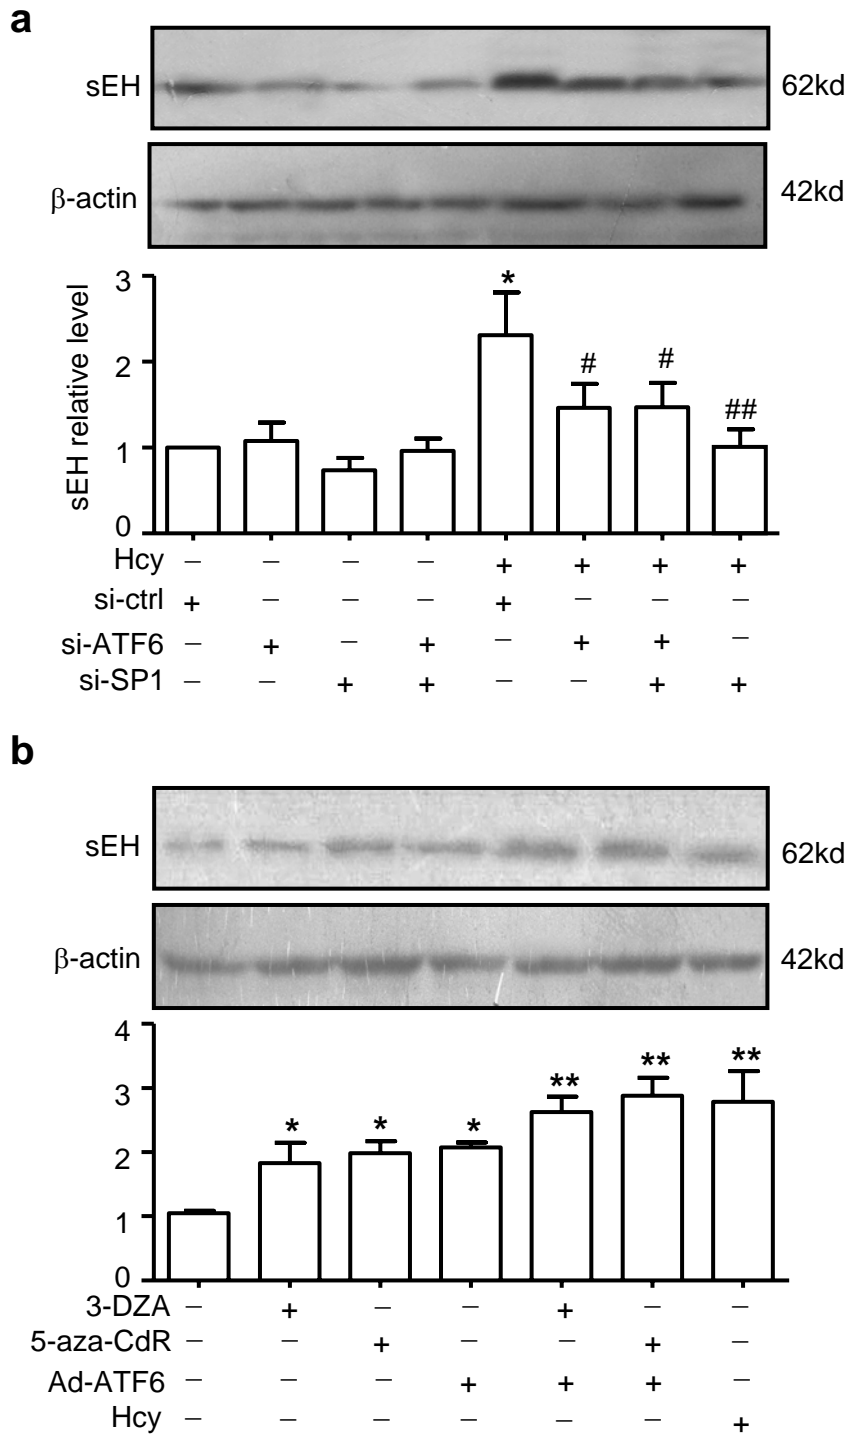 a
sEH 62kd
β-actin 42kd
sEH relative level
3
*
2
# #
##
1
0
Hcy – – – – + + + +
si-ctrl + – – – + – – –
si-ATF6 – + – + – + + –
si-SP1 – – + + – – + +
b
sEH 62kd
β-actin 42kd
4
** ** **
3
* * *
2
1
0
3-DZA – + – – + – –
5-aza-CdR – – + – – + –
Ad-ATF6 – – – + + + –
Hcy – – – – – – +